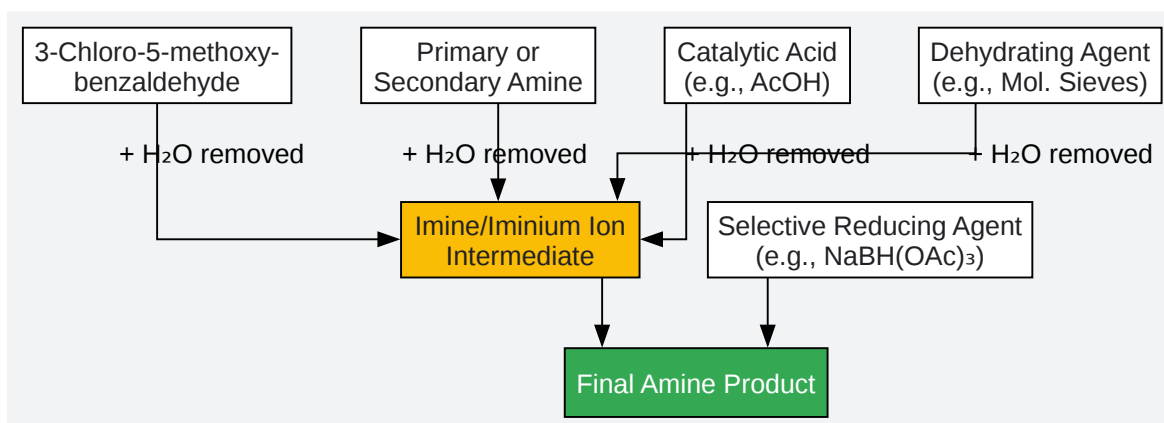 3-Chloro-5-methoxy-
benzaldehyde
Primary or
Secondary Amine
Catalytic Acid
(e.g., AcOH)
Dehydrating Agent
(e.g., Mol. Sieves)
+ H₂O removed
+ H₂O removed
+ H₂O removed
+ H₂O removed
Imine/Iminium Ion
Intermediate
Selective Reducing Agent
(e.g., NaBH(OAc)₃)
Final Amine Product